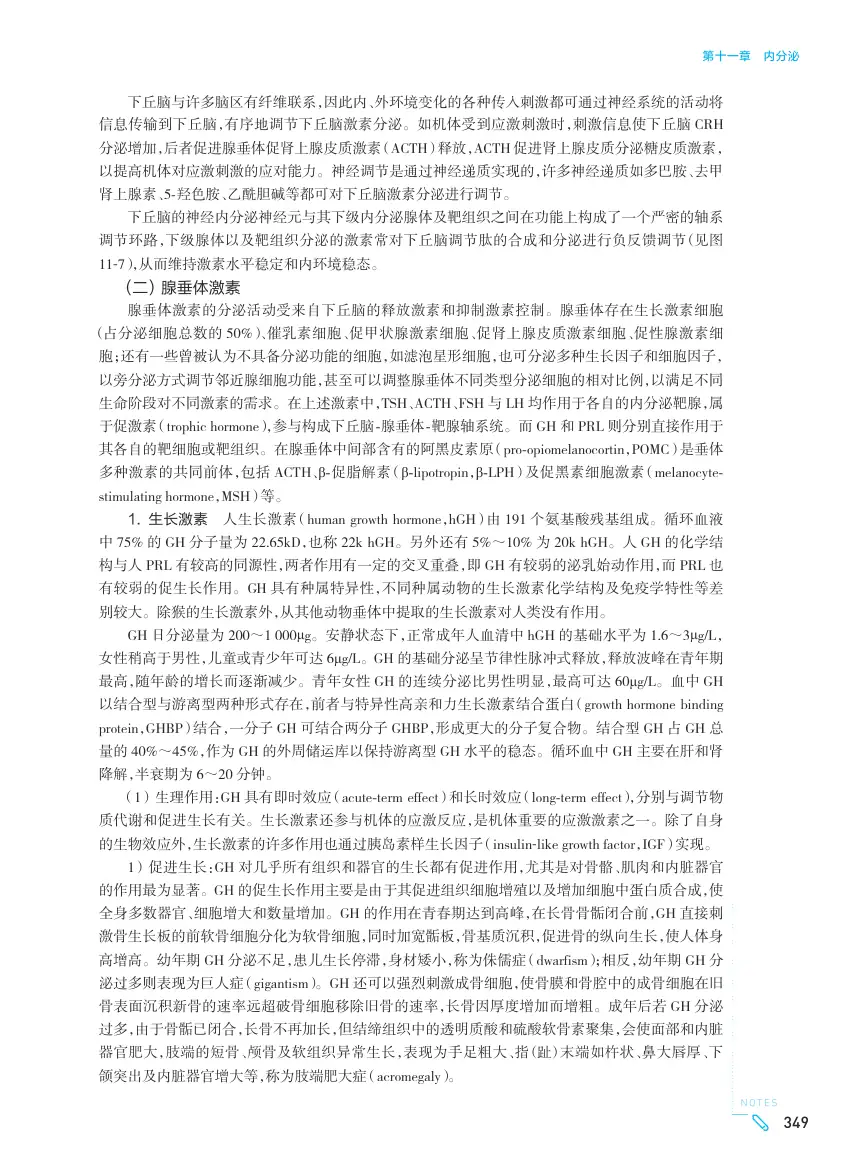 第十一章 内分泌
下丘脑与许多脑区有纤维联系,因此内、外环境变化的各种传入刺激都可通过神经系统的活动将
信息传输到下丘脑,有序地调节下丘脑激素分泌。如机体受到应激刺激时,刺激信息使下丘脑 CRH
分泌增加,后者促进腺垂体促肾上腺皮质激素(ACTH)释放,ACTH 促进肾上腺皮质分泌糖皮质激素,
以提高机体对应激刺激的应对能力。神经调节是通过神经递质实现的,许多神经递质如多巴胺、去甲
肾上腺素、5-羟色胺、乙酰胆碱等都可对下丘脑激素分泌进行调节。
下丘脑的神经内分泌神经元与其下级内分泌腺体及靶组织之间在功能上构成了一个严密的轴系
调节环路,下级腺体以及靶组织分泌的激素常对下丘脑调节肽的合成和分泌进行负反馈调节(见图
11-7),从而维持激素水平稳定和内环境稳态。
(二)腺垂体激素
腺垂体激素的分泌活动受来自下丘脑的释放激素和抑制激素控制。腺垂体存在生长激素细胞
(占分泌细胞总数的 50%)、催乳素细胞、促甲状腺激素细胞、促肾上腺皮质激素细胞、促性腺激素细
胞;还有一些曾被认为不具备分泌功能的细胞,如滤泡星形细胞,也可分泌多种生长因子和细胞因子,
以旁分泌方式调节邻近腺细胞功能,甚至可以调整腺垂体不同类型分泌细胞的相对比例,以满足不同
生命阶段对不同激素的需求。在上述激素中,TSH、ACTH、FSH 与 LH 均作用于各自的内分泌靶腺,属
于促激素(trophic hormone),参与构成下丘脑-腺垂体-靶腺轴系统。而 GH 和 PRL 则分别直接作用于
其各自的靶细胞或靶组织。在腺垂体中间部含有的阿黑皮素原(pro-opiomelanocortin,POMC)是垂体
多种激素的共同前体,包括 ACTH、β-促脂解素(β-lipotropin,β-LPH)及促黑素细胞激素(melanocyte-
stimulating hormone,MSH)等。
1. 生长激素 人生长激素(human growth hormone,hGH)由 191 个氨基酸残基组成。循环血液
中 75% 的 GH 分子量为 22.65kD,也称 22k hGH。另外还有 5%～10% 为 20k hGH。人 GH 的化学结
构与人 PRL 有较高的同源性,两者作用有一定的交叉重叠,即 GH 有较弱的泌乳始动作用,而 PRL 也
有较弱的促生长作用。GH 具有种属特异性,不同种属动物的生长激素化学结构及免疫学特性等差
别较大。除猴的生长激素外,从其他动物垂体中提取的生长激素对人类没有作用。
GH 日分泌量为 200～1 000μg。安静状态下,正常成年人血清中 hGH 的基础水平为 1.6～3μg/L,
女性稍高于男性,儿童或青少年可达 6μg/L。GH 的基础分泌呈节律性脉冲式释放,释放波峰在青年期
最高,随年龄的增长而逐渐减少。青年女性 GH 的连续分泌比男性明显,最高可达 60μg/L。血中 GH
以结合型与游离型两种形式存在,前者与特异性高亲和力生长激素结合蛋白(growth hormone binding
protein,GHBP)结合,一分子 GH 可结合两分子 GHBP,形成更大的分子复合物。结合型 GH 占 GH 总
量的 40%～45%,作为 GH 的外周储运库以保持游离型 GH 水平的稳态。循环血中 GH 主要在肝和肾
降解,半衰期为 6～20 分钟。
(1)生理作用:GH 具有即时效应(acute-term effect)和长时效应(long-term effect),分别与调节物
质代谢和促进生长有关。生长激素还参与机体的应激反应,是机体重要的应激激素之一。除了自身
的生物效应外,生长激素的许多作用也通过胰岛素样生长因子(insulin-like growth factor,IGF)实现。
1)促进生长:GH 对几乎所有组织和器官的生长都有促进作用,尤其是对骨骼、肌肉和内脏器官
的作用最为显著。GH 的促生长作用主要是由于其促进组织细胞增殖以及增加细胞中蛋白质合成,使
全身多数器官、细胞增大和数量增加。GH 的作用在青春期达到高峰,在长骨骨骺闭合前,GH 直接刺
激骨生长板的前软骨细胞分化为软骨细胞,同时加宽骺板,骨基质沉积,促进骨的纵向生长,使人体身
高增高。幼年期 GH 分泌不足,患儿生长停滞,身材矮小,称为侏儒症(dwarfism);相反,幼年期 GH 分
泌过多则表现为巨人症(gigantism)。GH 还可以强烈刺激成骨细胞,使骨膜和骨腔中的成骨细胞在旧
骨表面沉积新骨的速率远超破骨细胞移除旧骨的速率,长骨因厚度增加而增粗。成年后若 GH 分泌
过多,由于骨骺已闭合,长骨不再加长,但结缔组织中的透明质酸和硫酸软骨素聚集,会使面部和内脏
器官肥大,肢端的短骨、颅骨及软组织异常生长,表现为手足粗大、指(趾)末端如杵状、鼻大唇厚、下
颌突出及内脏器官增大等,称为肢端肥大症(acromegaly)。
NOTES
349